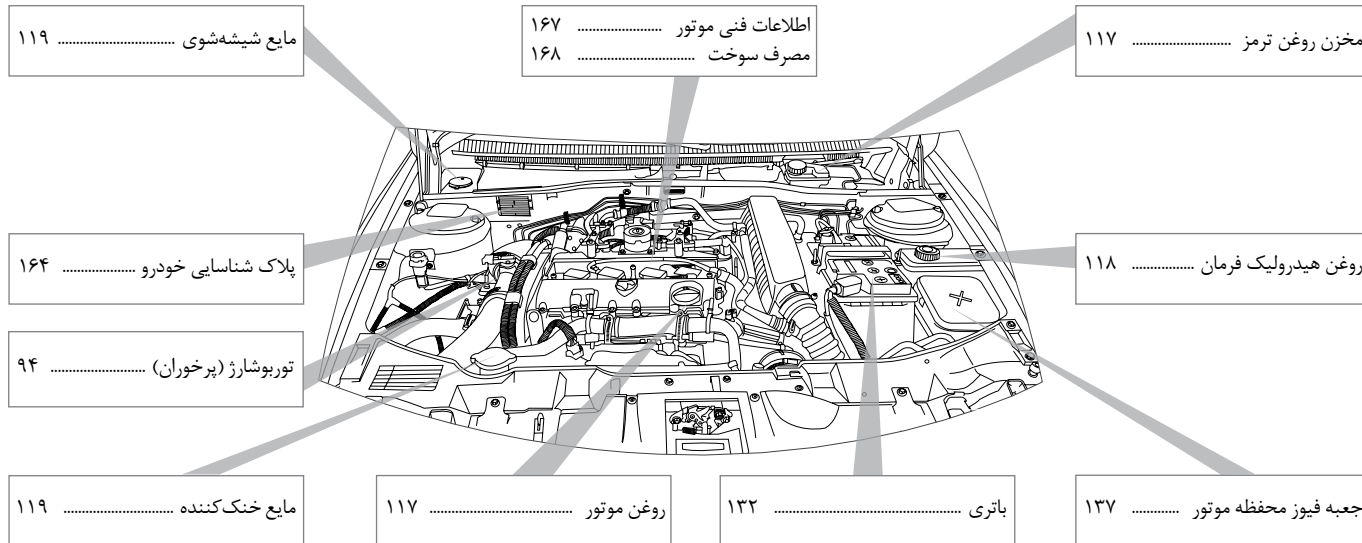 مخزن روغن ترمز ........................ ۱۱۷
اطلاعات فنی موتور ........................ ۱۶۷
مصرف سوخت ................................ ۱۶۸
مایع شیشه‌شوی ................................ ۱۱۹
روغن هیدرولیک فرمان ................ ۱۱۸
پلاک شناسایی خودرو .................... ۱۶۴
توربوشارژ (پرخوران) ........................ ۹۴
جعبه فیوز محفظه موتور ............ ۱۳۷
باتری ........................................................ ۱۳۲
روغن موتور ................................ ۱۱۷
مایع خنک‌کننده .............................. ۱۱۹